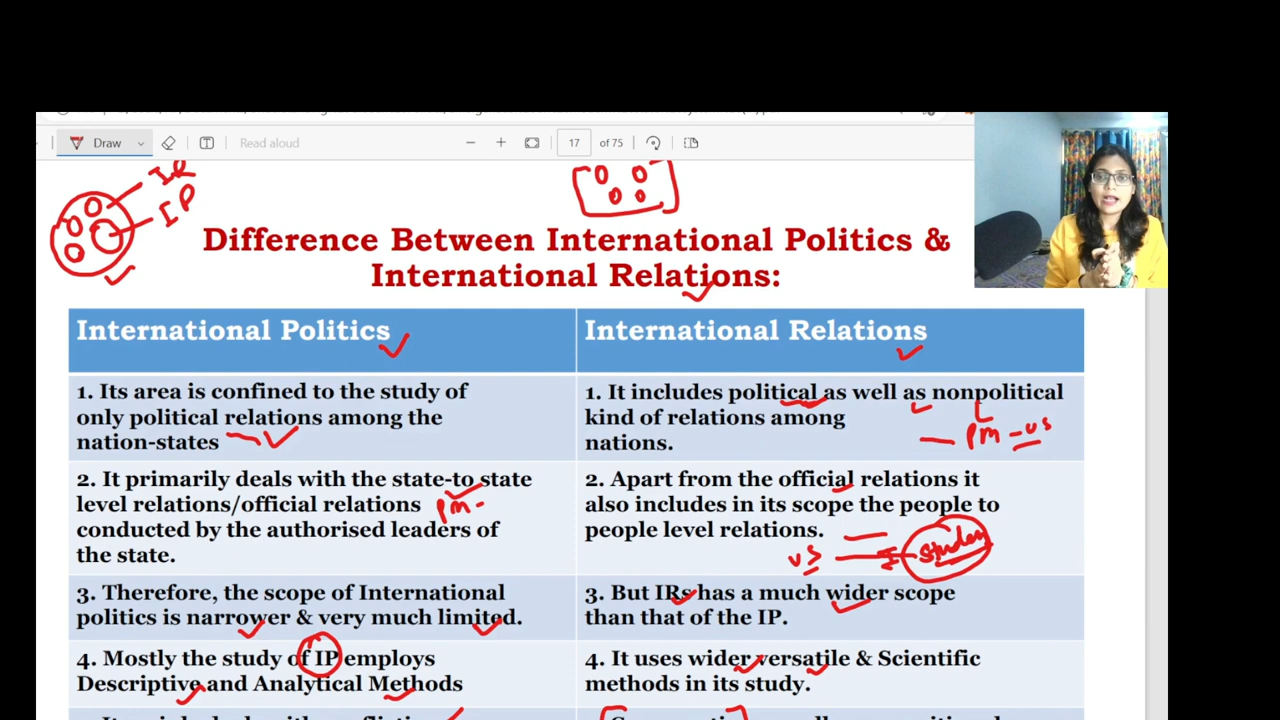 Draw
Read aloud
17 of 75
IR
IP
Difference Between International Politics &
International Relations:
International Politics
International Relations
1. Its area is confined to the study of
only political relations among the
nation-states
1. It includes political as well as nonpolitical
kind of relations among
nations.
PM - US
2. It primarily deals with the state-to state
level relations/official relations
conducted by the authorised leaders of
the state.
PM -
2. Apart from the official relations it
also includes in its scope the people to
people level relations.
US
I
Student
3. Therefore, the scope of International
politics is narrower & very much limited.
3. But IRs has a much wider scope
than that of the IP.
4. Mostly the study of IP employs
Descriptive and Analytical Methods
4. It uses wider versatile & Scientific
methods in its study.